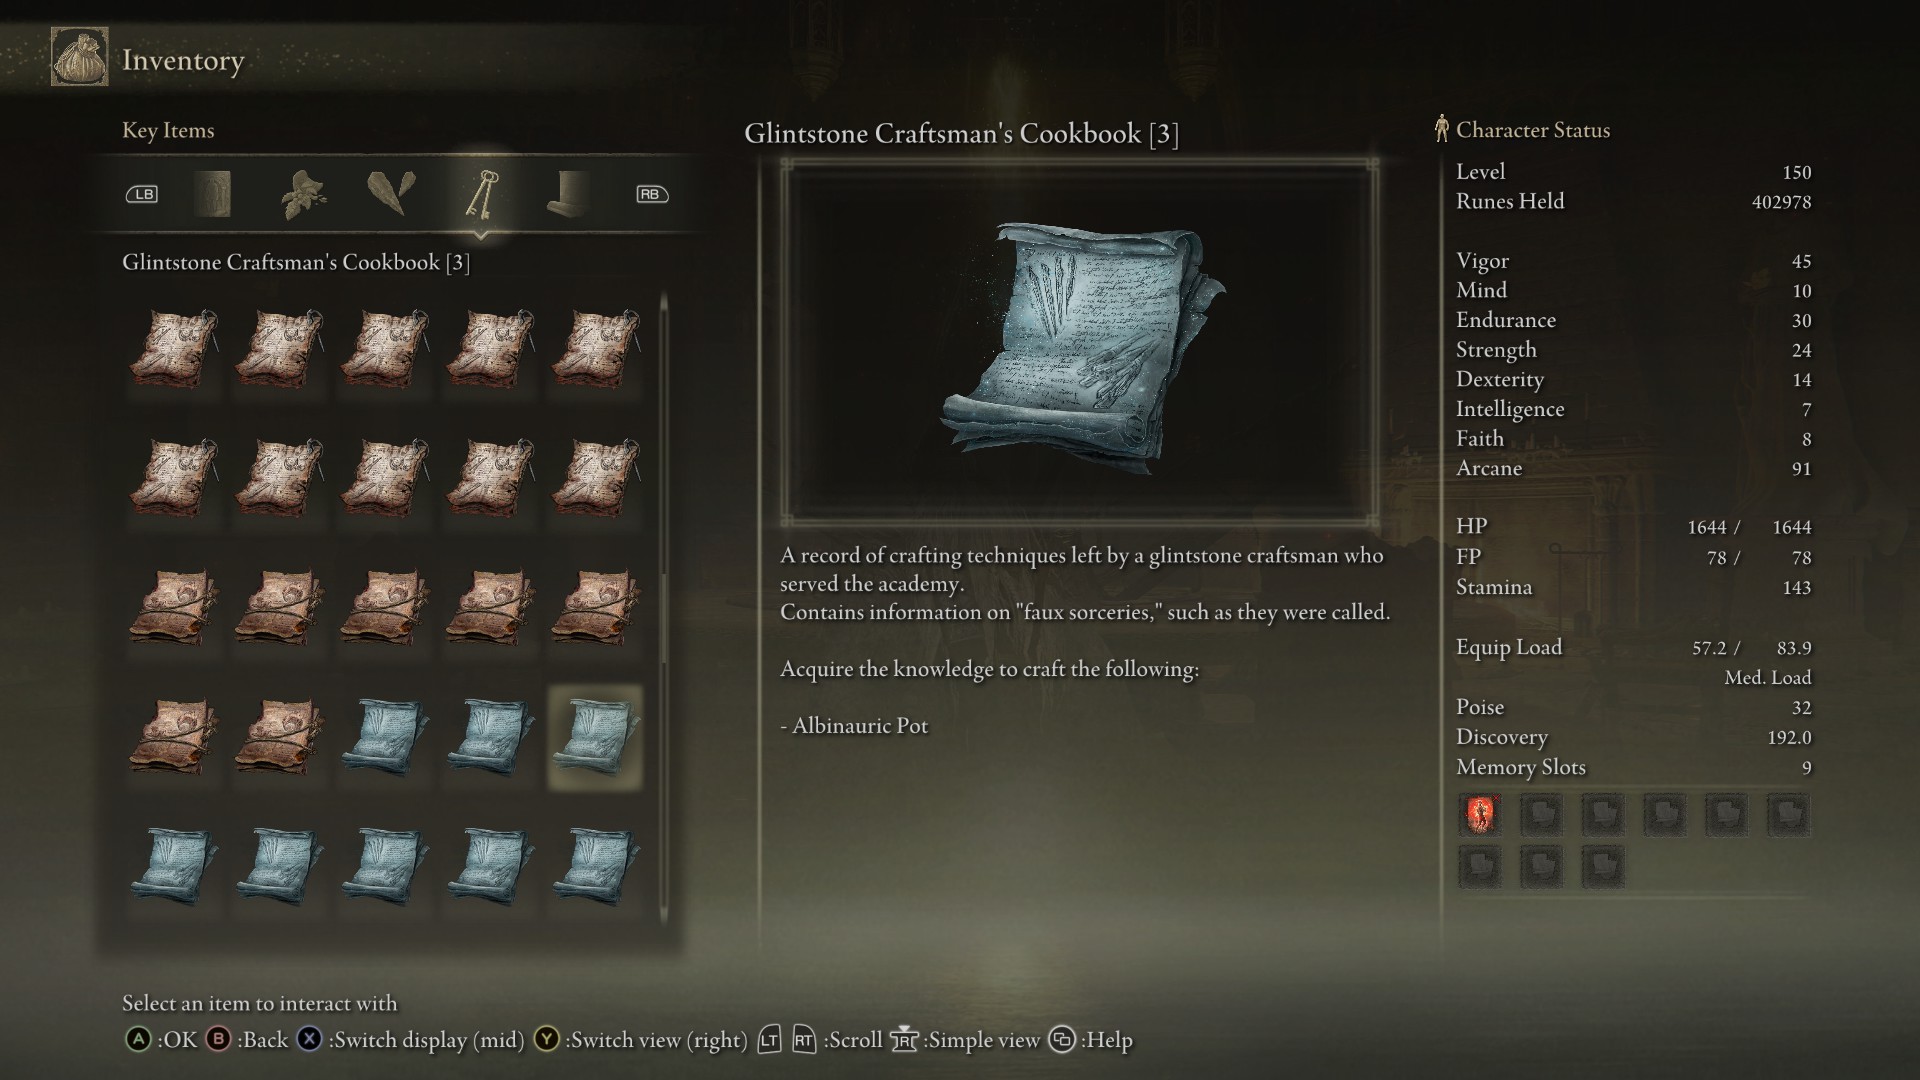 Inventory
Key Items
LB
RB
Glintstone Craftsman's Cookbook [3]
Glintstone Craftsman's Cookbook [3]
A record of crafting techniques left by a glintstone craftsman who
served the academy.
Contains information on "faux sorceries," such as they were called.
Acquire the knowledge to craft the following:
- Albinauric Pot
Character Status
Level 150
Runes Held 402978
Vigor 45
Mind 10
Endurance 30
Strength 24
Dexterity 14
Intelligence 7
Faith 8
Arcane 91
HP 1644 / 1644
FP 78 / 78
Stamina 143
Equip Load 57.2 / 83.9
Med. Load
Poise 32
Discovery 192.0
Memory Slots 9
Select an item to interact with
A :OK B :Back X :Switch display (mid) Y :Switch view (right) LT RT :Scroll R :Simple view :Help